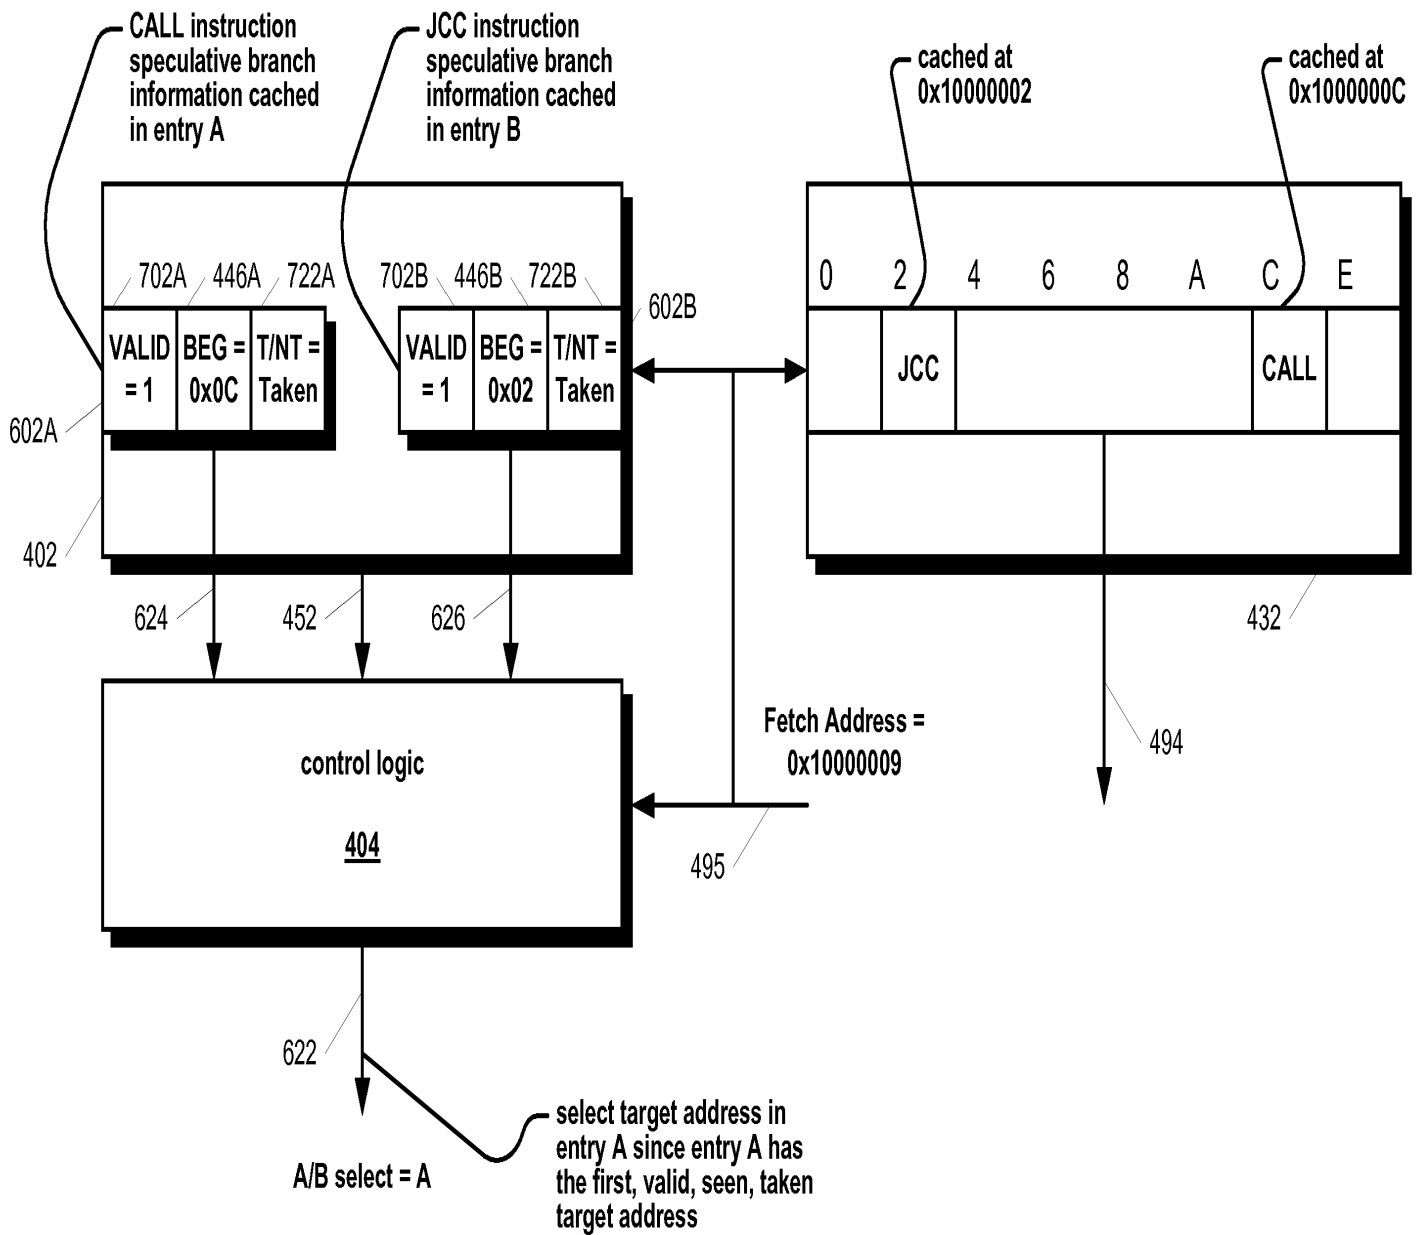 CALL instruction
speculative branch
information cached
in entry A
JCC instruction
speculative branch
information cached
in entry B
cached at
0x10000002
cached at
0x1000000C
702A 446A 722A
702B 446B 722B
602B
0 2 4 6 8 A C E
VALID = 1
BEG = 0x0C
T/NT = Taken
VALID = 1
BEG = 0x02
T/NT = Taken
JCC
CALL
602A
402
624
452
626
432
control logic
404
Fetch Address =
0x10000009
494
495
622
A/B select = A
select target address in
entry A since entry A has
the first, valid, seen, taken
target address